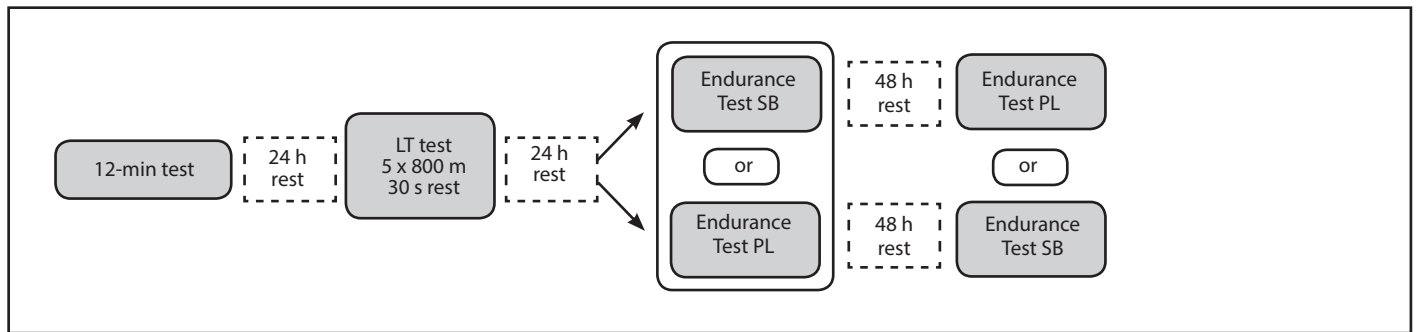 12-min test
24 h
rest
LT test
5 x 800 m
30 s rest
24 h
rest
Endurance
Test SB
or
Endurance
Test PL
48 h
rest
48 h
rest
Endurance
Test PL
or
Endurance
Test SB